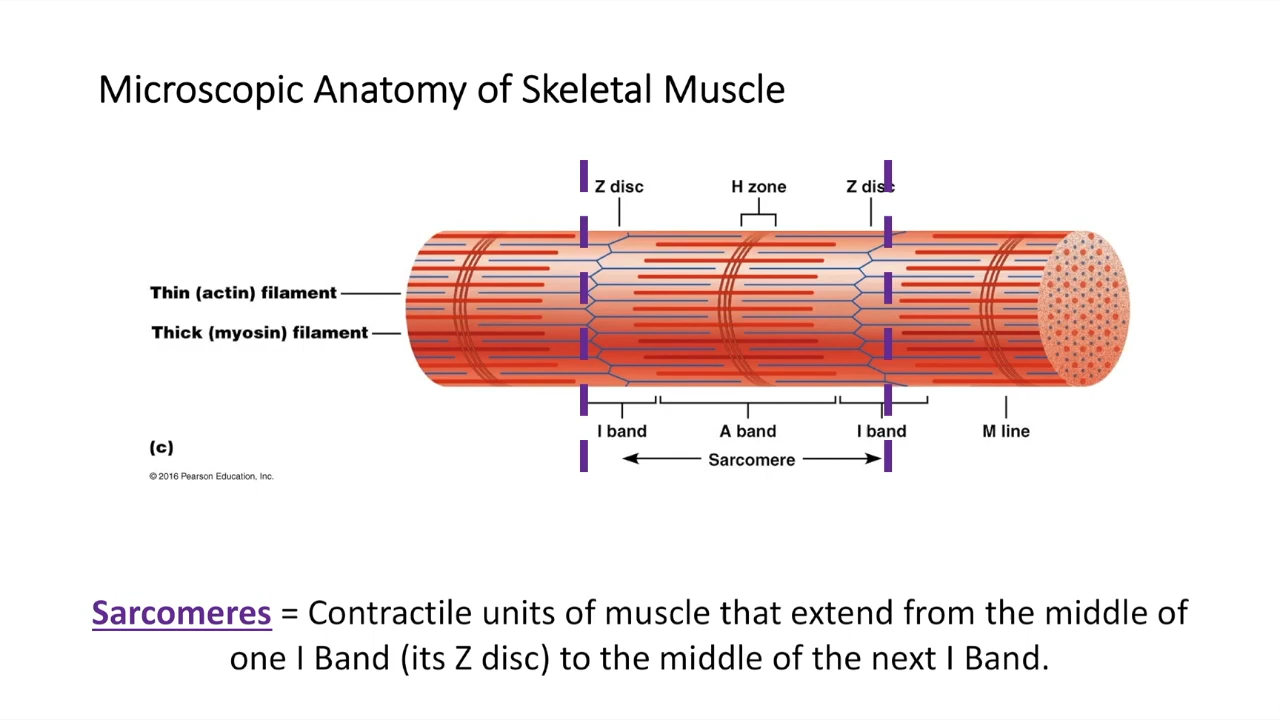 Microscopic Anatomy of Skeletal Muscle
Z disc
H zone
Z disc
Thin (actin) filament
Thick (myosin) filament
I band
A band
I band
M line
Sarcomere
(c)
© 2016 Pearson Education, Inc.
Sarcomeres = Contractile units of muscle that extend from the middle of
one I Band (its Z disc) to the middle of the next I Band.